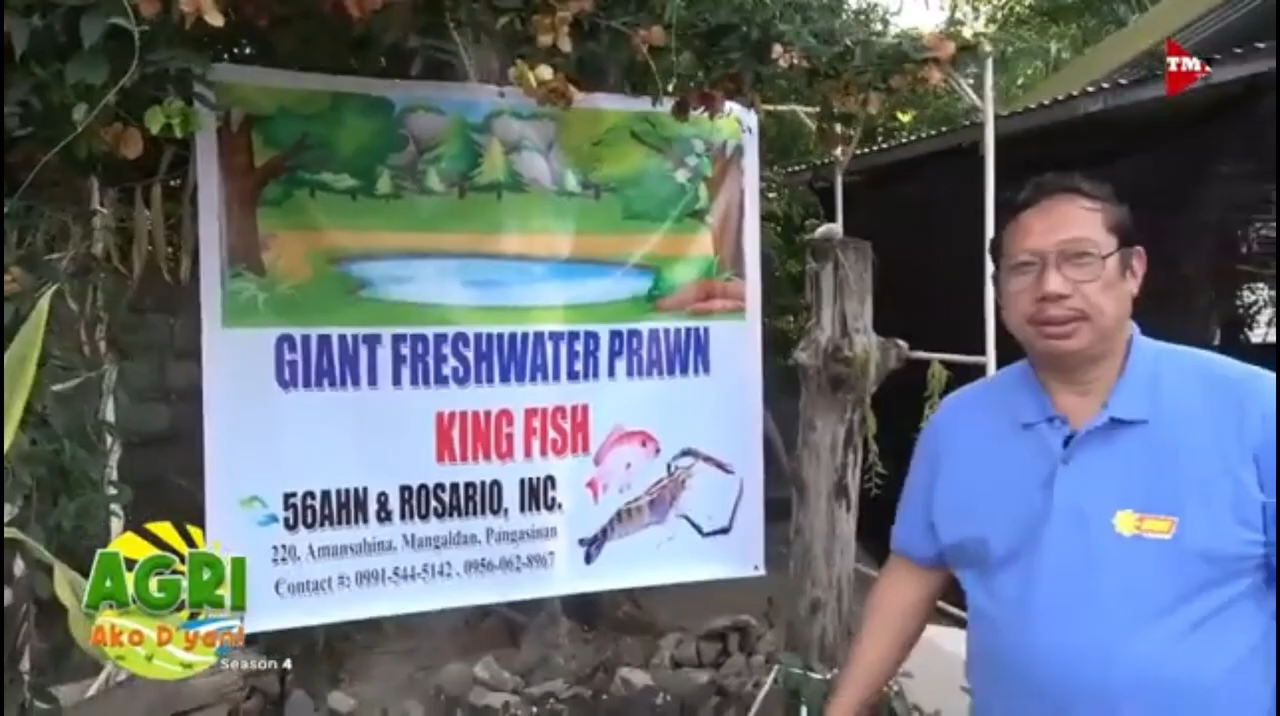 TM.
GIANT FRESHWATER PRAWN
KING FISH
56AHN & ROSARIO, INC.
220, Amansabina, Mangaldan, Pangasinan
Contact #: 0991-544-5142 . 0956-062-8967
AGRI
Ako D'yan!
Season 4